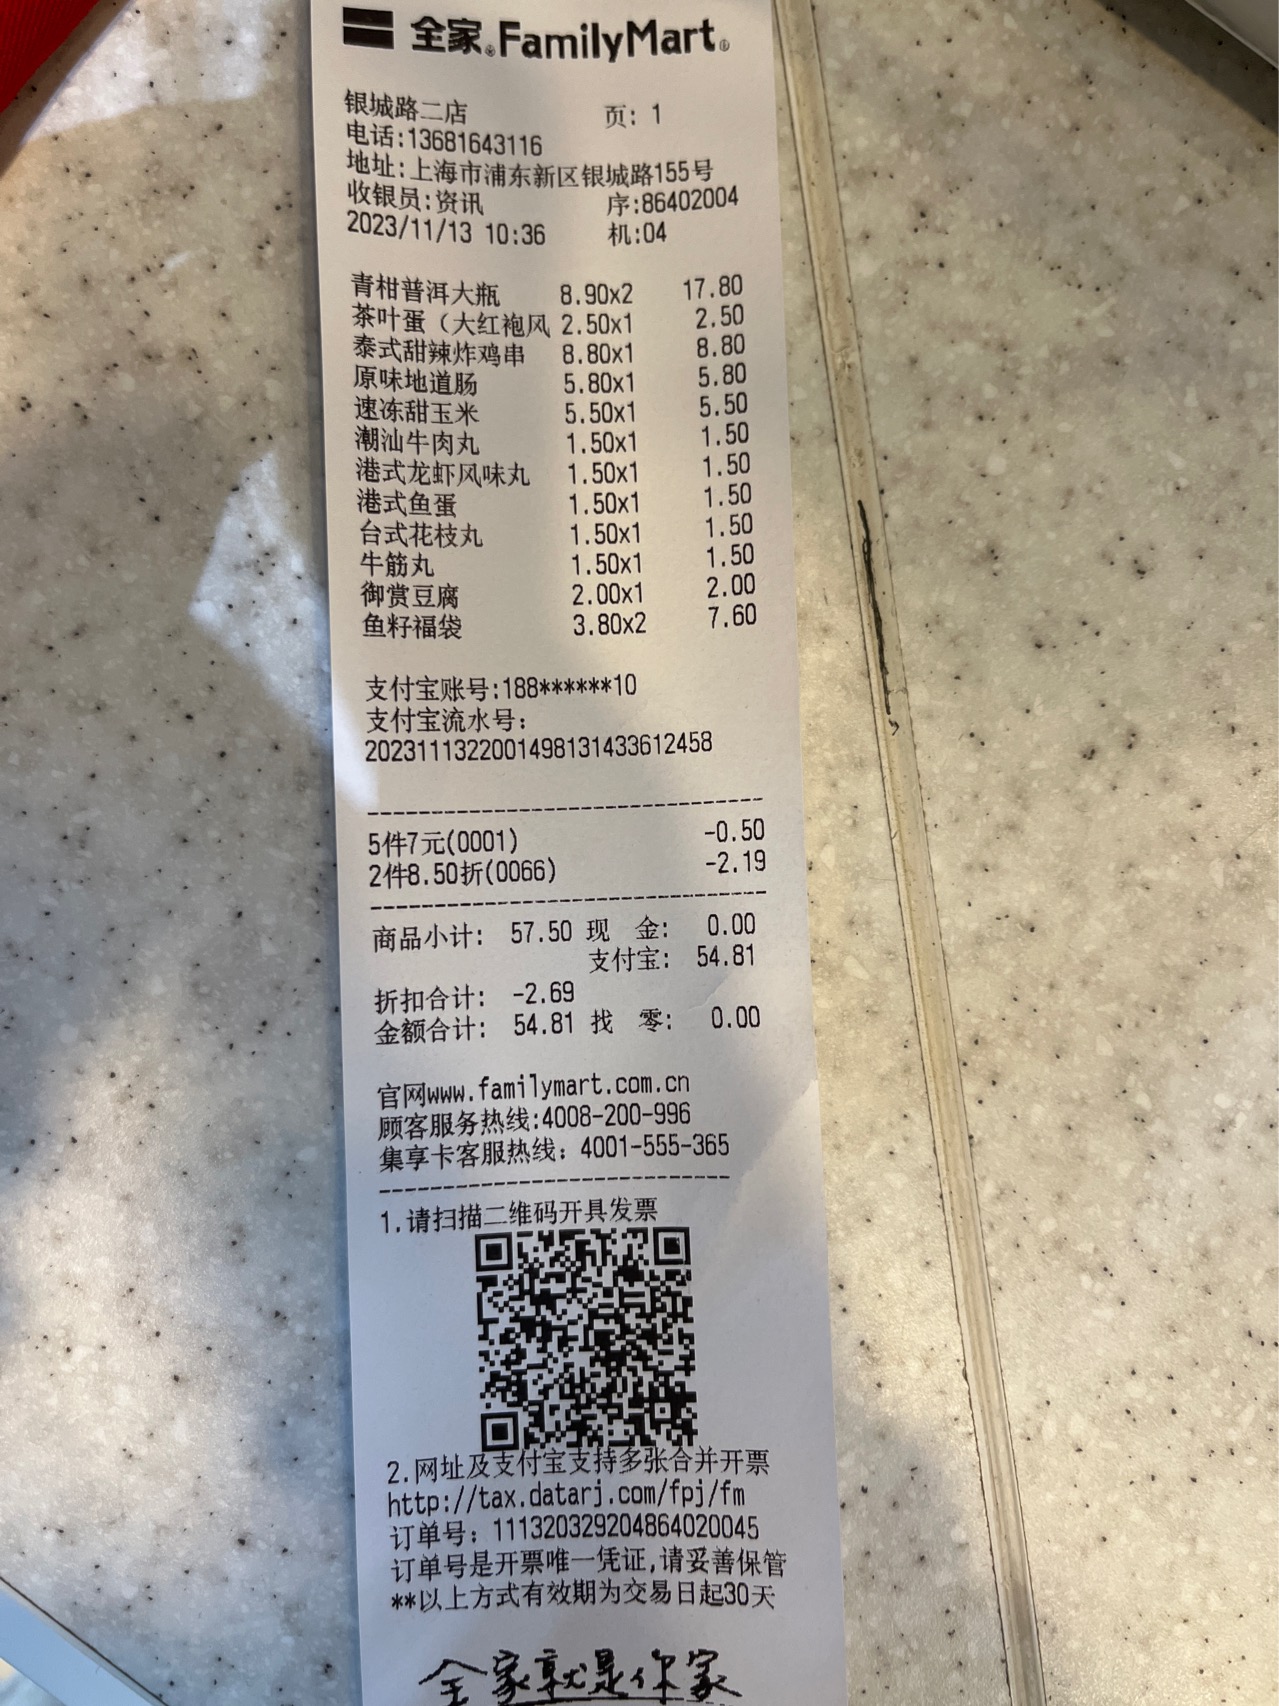 全家 FamilyMart
银城路二店 页: 1
电话:13681643116
地址:上海市浦东新区银城路155号
收银员:资讯 序:86402004
2023/11/13 10:36 机:04
青柑普洱大瓶 8.90x2 17.80
茶叶蛋（大红袍风 2.50x1 2.50
泰式甜辣炸鸡串 8.80x1 8.80
原味地道肠 5.80x1 5.80
速冻甜玉米 5.50x1 5.50
潮汕牛肉丸 1.50x1 1.50
港式龙虾风味丸 1.50x1 1.50
港式鱼蛋 1.50x1 1.50
台式花枝丸 1.50x1 1.50
牛筋丸 1.50x1 1.50
御赏豆腐 2.00x1 2.00
鱼籽福袋 3.80x2 7.60
支付宝账号:188******10
支付宝流水号:
2023111322001498131433612458
5件7元(0001) -0.50
2件8.50折(0066) -2.19
商品小计: 57.50 现 金: 0.00
支付宝: 54.81
折扣合计: -2.69
金额合计: 54.81 找 零: 0.00
官网www.familymart.com.cn
顾客服务热线:4008-200-996
集享卡客服热线: 4001-555-365
1.请扫描二维码开具发票
2.网址及支付宝支持多张合并开票
http://tax.datarj.com/fpj/fm
订单号: 111320329204864020045
订单号是开票唯一凭证,请妥善保管
**以上方式有效期为交易日起30天
全家就是你家